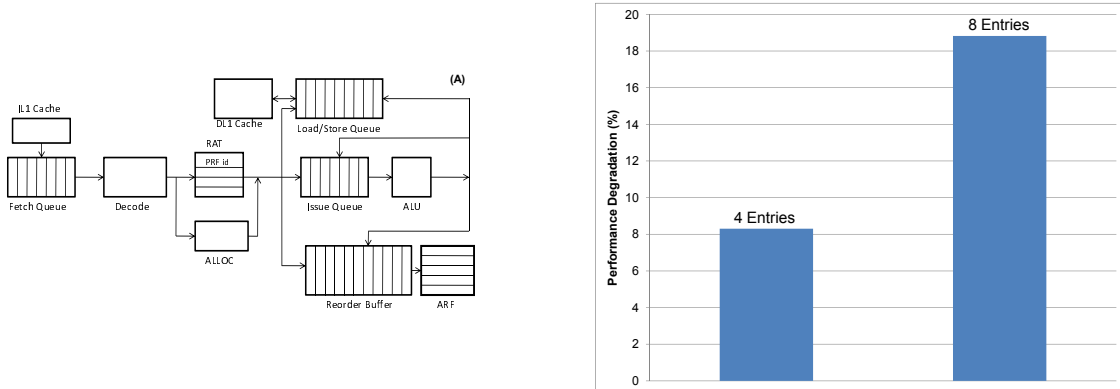 (A)
IL1 Cache
DL1 Cache
Load/Store Queue
RAT
PRF id
Fetch Queue
Decode
Issue Queue
ALU
ALLOC
Reorder Buffer
ARF
Performance Degradation (%)
20
18
16
14
12
10
8
6
4
2
0
4 Entries
8 Entries